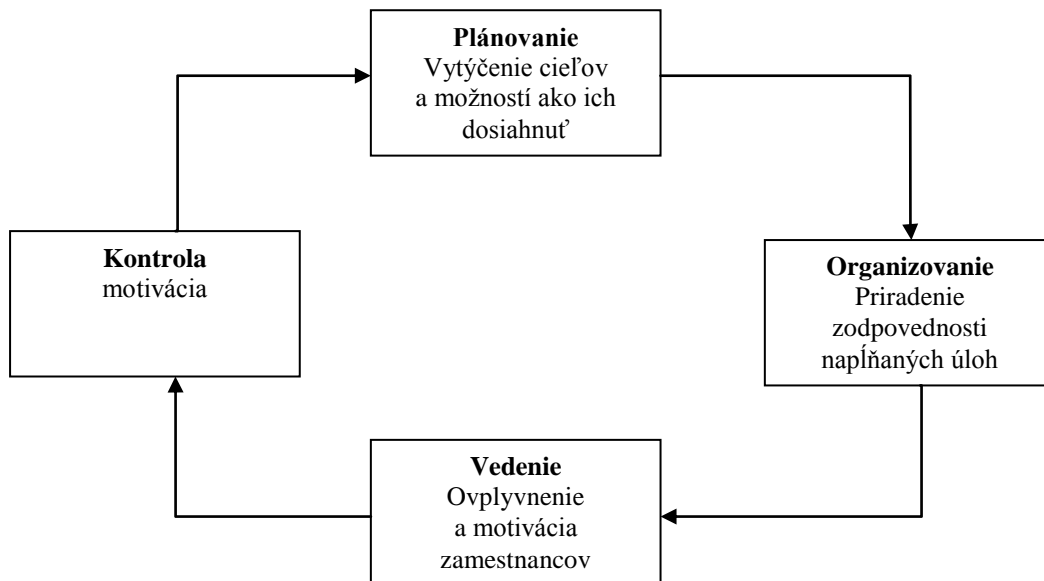 Plánovanie
Vytýčenie cieľov
a možností ako ich
dosiahnuť
Kontrola
motivácia
Organizovanie
Priradenie
zodpovednosti
napĺňaných úloh
Vedenie
Ovplyvnenie
a motivácia
zamestnancov